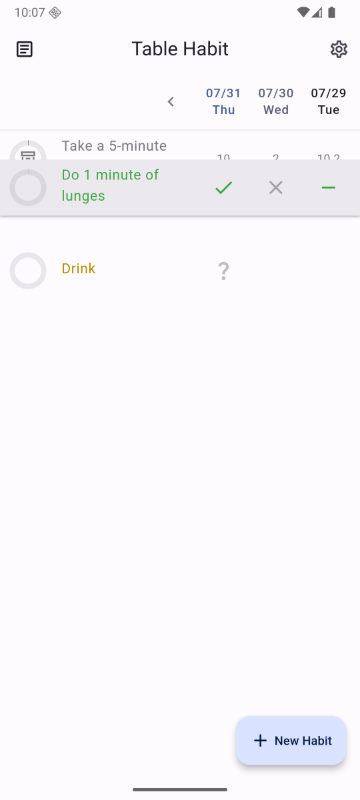 10:07
Table Habit
07/31 07/30 07/29
Thu Wed Tue
Take a 5-minute
10 2 10.2
Do 1 minute of
lunges
Drink
?
+ New Habit